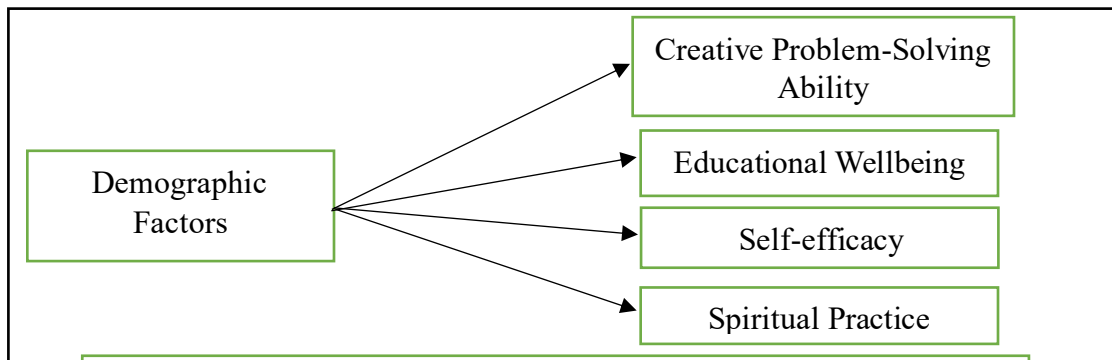 Creative Problem-Solving
Ability
Educational Wellbeing
Demographic
Factors
Self-efficacy
Spiritual Practice